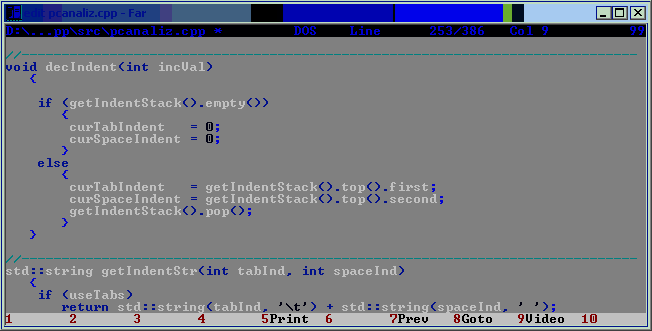 edit pcanaliz.cpp - Far
D:\...pp\src\pcanaliz.cpp * DOS Line 253/386 Col 9 99
//
void decIndent(int incVal)
{
if (getIndentStack().empty())
{
curTabIndent = 0;
curSpaceIndent = 0;
}
else
{
curTabIndent = getIndentStack().top().first;
curSpaceIndent = getIndentStack().top().second;
getIndentStack().pop();
}
}
//
std::string getIndentStr(int tabInd, int spaceInd)
{
if (useTabs)
return std::string(tabInd, '\t') + std::string(spaceInd, ' ');
1 2 3 4 5Print 6 7Prev 8Goto 9Video 10